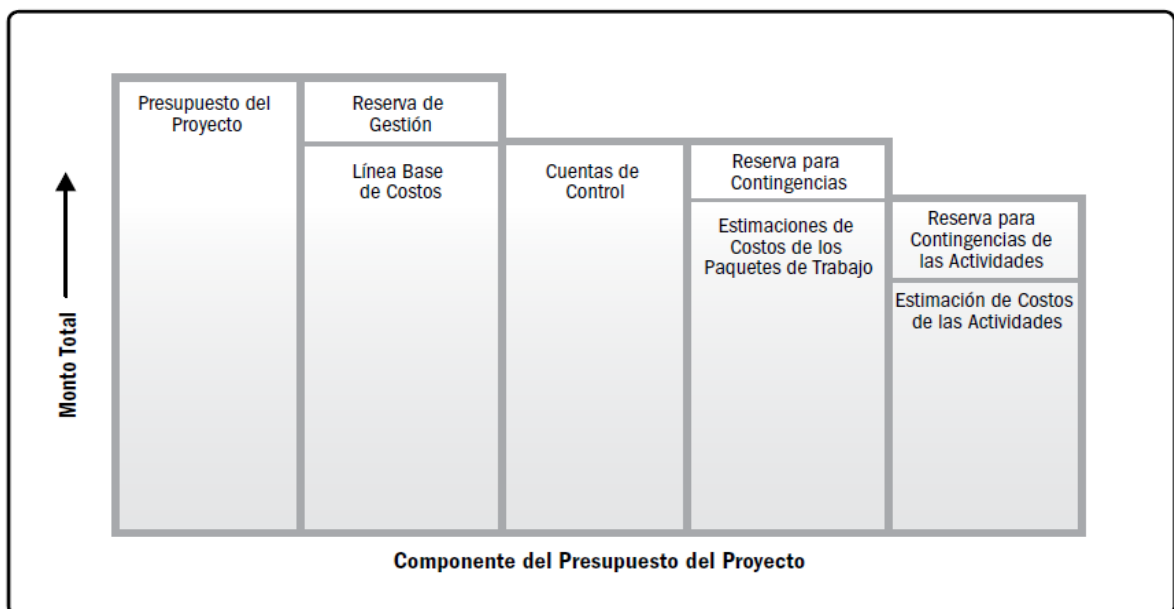 Presupuesto del
Proyecto
Reserva de
Gestión
Línea Base
de Costos
Cuentas de
Control
Reserva para
Contingencias
Estimaciones de
Costos de los
Paquetes de Trabajo
Reserva para
Contingencias de
las Actividades
Estimación de Costos
de las Actividades
Monto Total
Componente del Presupuesto del Proyecto